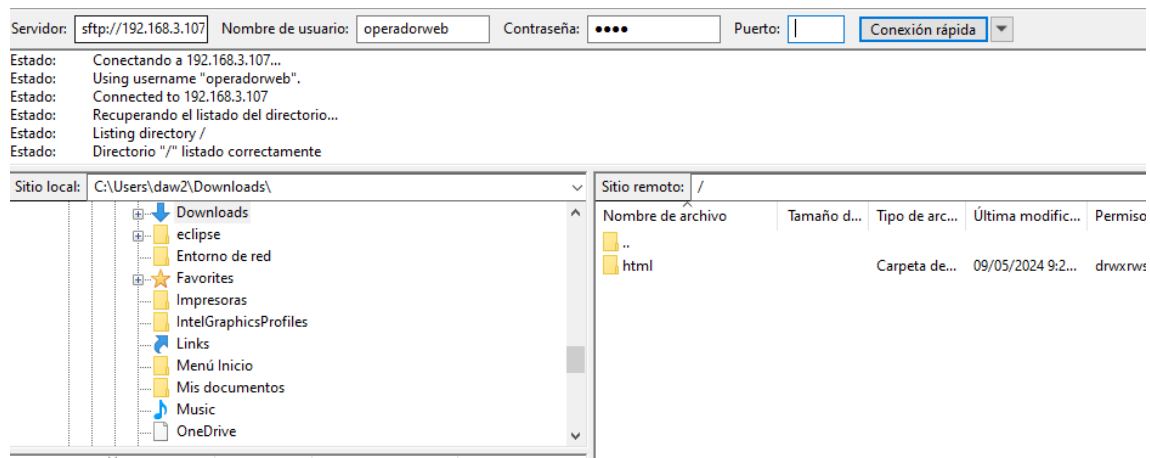 Servidor: sftp://192.168.3.107 Nombre de usuario: operadorweb Contraseña: •••• Puerto: Conexión rápida
Estado: Conectando a 192.168.3.107...
Estado: Using username "operadorweb".
Estado: Connected to 192.168.3.107
Estado: Recuperando el listado del directorio...
Estado: Listing directory /
Estado: Directorio "/" listado correctamente
Sitio local: C:\Users\daw2\Downloads\
Downloads
eclipse
Entorno de red
Favorites
Impresoras
IntelGraphicsProfiles
Links
Menú Inicio
Mis documentos
Music
OneDrive
Sitio remoto: /
Nombre de archivo Tamaño d... Tipo de arc... Última modific... Permiso
..
html Carpeta de... 09/05/2024 9:2... drwxrws